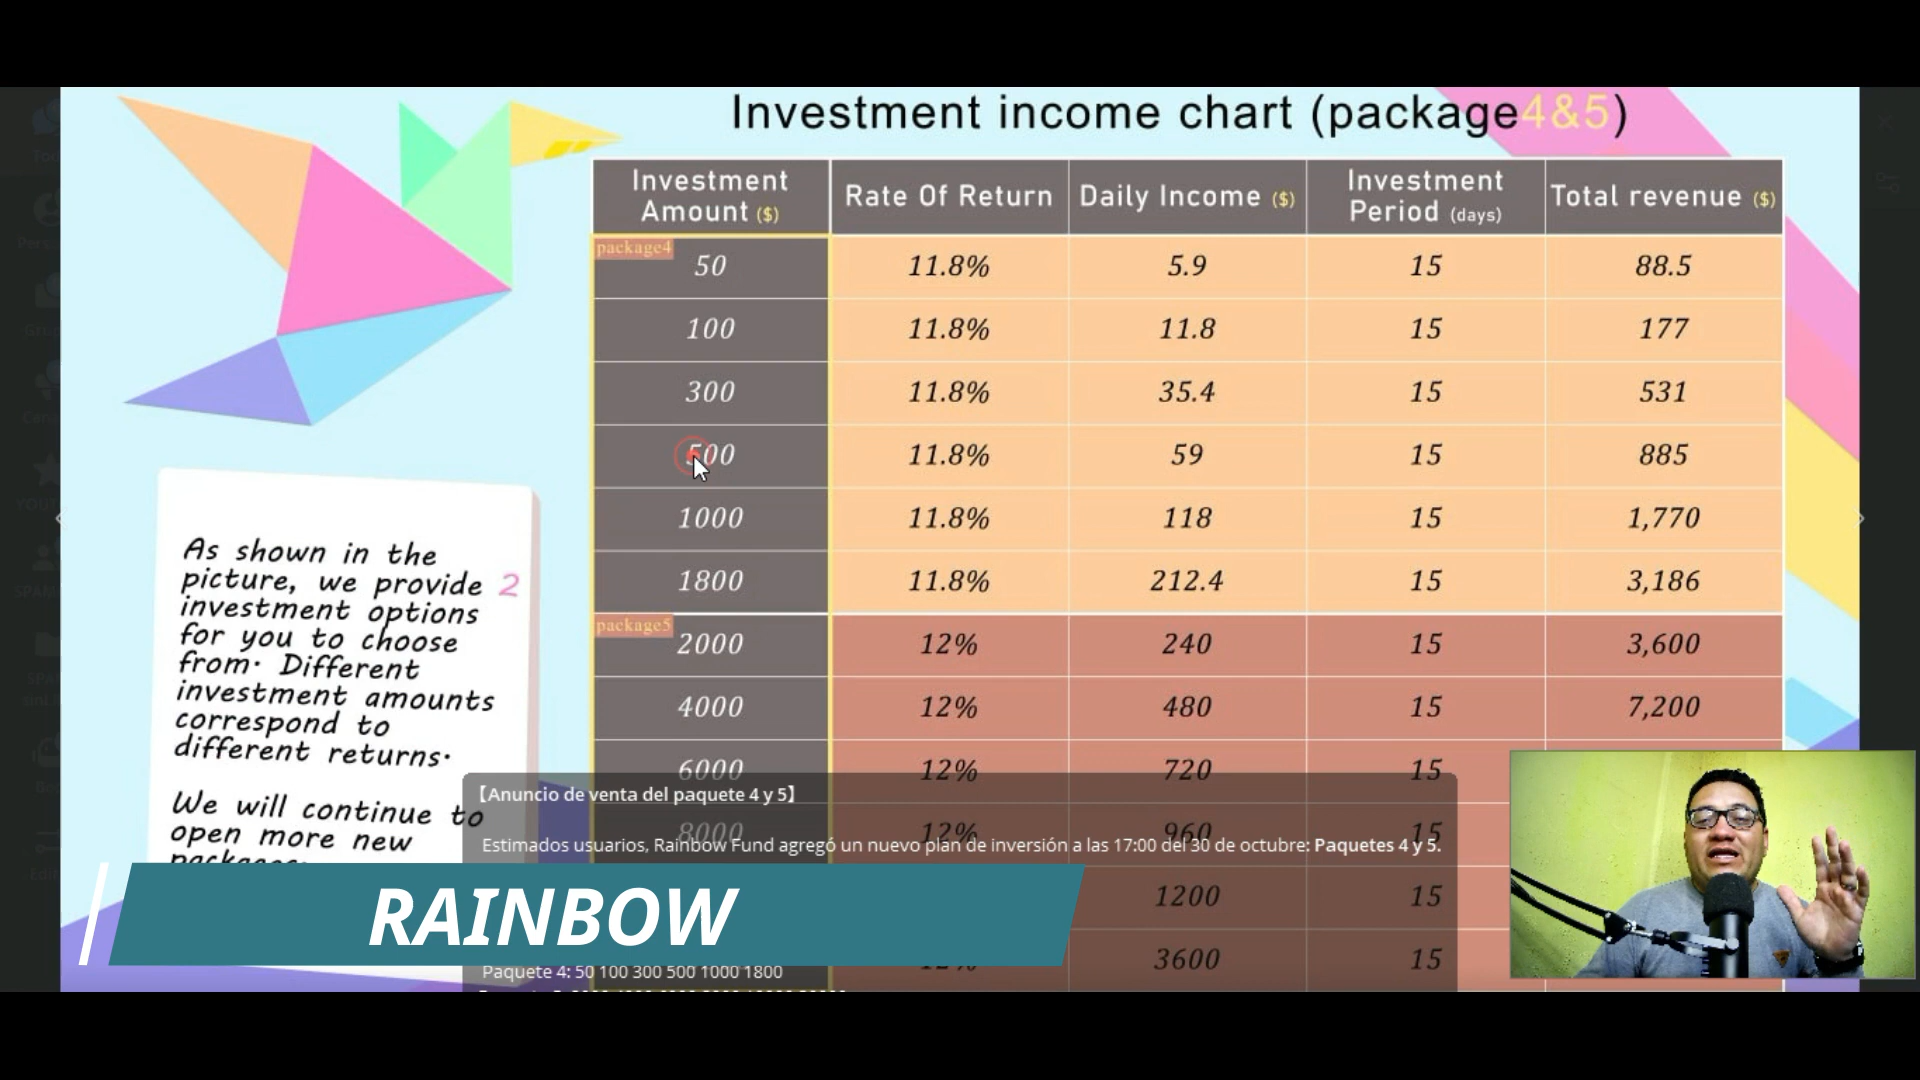 Investment income chart (package4&5)
Investment Amount ($) Rate Of Return Daily Income ($) Investment Period (days) Total revenue ($)
package4
50 11.8% 5.9 15 88.5
100 11.8% 11.8 15 177
300 11.8% 35.4 15 531
500 11.8% 59 15 885
1000 11.8% 118 15 1,770
1800 11.8% 212.4 15 3,186
package5
2000 12% 240 15 3,600
4000 12% 480 15 7,200
6000 12% 720 15
8000 12% 960 15
1200 15
12% 3600 15
As shown in the
picture, we provide 2
investment options
for you to choose
from. Different
investment amounts
correspond to
different returns.
We will continue to
open more new
【Anuncio de venta del paquete 4 y 5】
Estimados usuarios, Rainbow Fund agregó un nuevo plan de inversión a las 17:00 del 30 de octubre: Paquetes 4 y 5.
RAINBOW
Paquete 4: 50 100 300 500 1000 1800